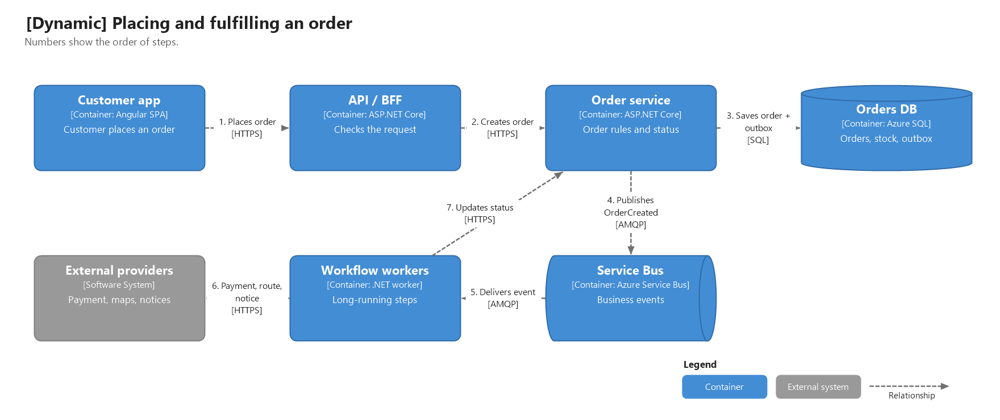 [Dynamic] Placing and fulfilling an order
Numbers show the order of steps.
Customer app
[Container: Angular SPA]
Customer places an order
1. Places order
[HTTPS]
API / BFF
[Container: ASP.NET Core]
Checks the request
2. Creates order
[HTTPS]
Order service
[Container: ASP.NET Core]
Order rules and status
3. Saves order +
outbox
[SQL]
Orders DB
[Container: Azure SQL]
Orders, stock, outbox
7. Updates status
[HTTPS]
4. Publishes
OrderCreated
[AMQP]
External providers
[Software System]
Payment, maps, notices
6. Payment, route,
notice
[HTTPS]
Workflow workers
[Container: .NET worker]
Long-running steps
5. Delivers event
[AMQP]
Service Bus
[Container: Azure Service Bus]
Business events
Legend
Container
External system
Relationship